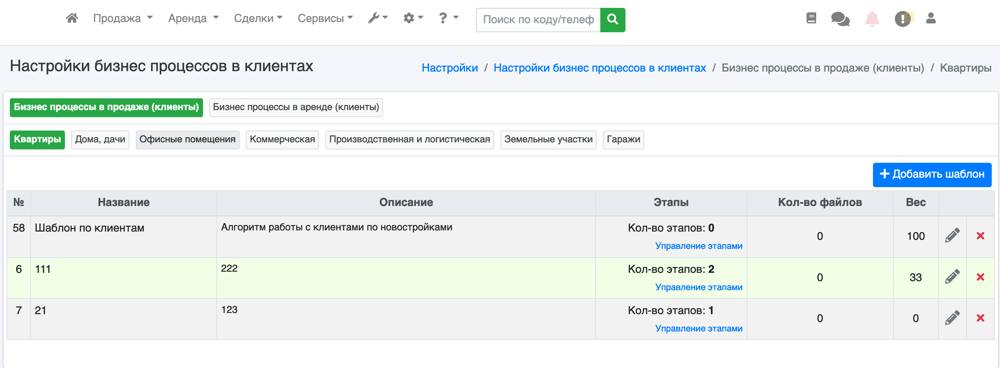 Продажа Аренда Сделки Сервисы ? Поиск по коду/телеф 5
Настройки бизнес процессов в клиентах
Настройки / Настройки бизнес процессов в клиентах / Бизнес процессы в продаже (клиенты) / Квартиры
Бизнес процессы в продаже (клиенты) Бизнес процессы в аренде (клиенты)
Квартиры Дома, дачи Офисные помещения Коммерческая Производственная и логистическая Земельные участки Гаражи
Добавить шаблон
№ Название Описание Этапы Кол-во файлов Вес
58 Шаблон по клиентам Алгоритм работы с клиентами по новостройками Кол-во этапов: 0 0 100
Управление этапами
6 111 222 Кол-во этапов: 2 0 33
Управление этапами
7 21 123 Кол-во этапов: 1 0 0
Управление этапами